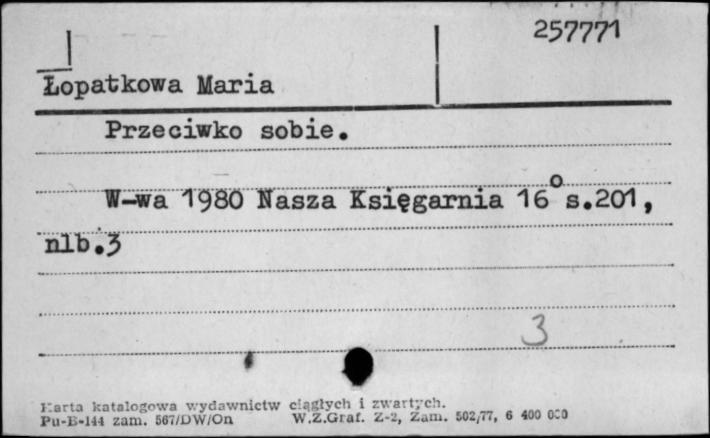 257771
Łopatkowa Maria
Przeciwko sobie.
W-wa 1980 Nasza Księgarnia 16° s.201,
nlb.3
3
Karta katalogowa wydawnictw ciągłych i zwartych.
Pu-B-144 zam. 567/DW/On W.Z.Graf. Z-2, Zam. 502/77, 6 400 000